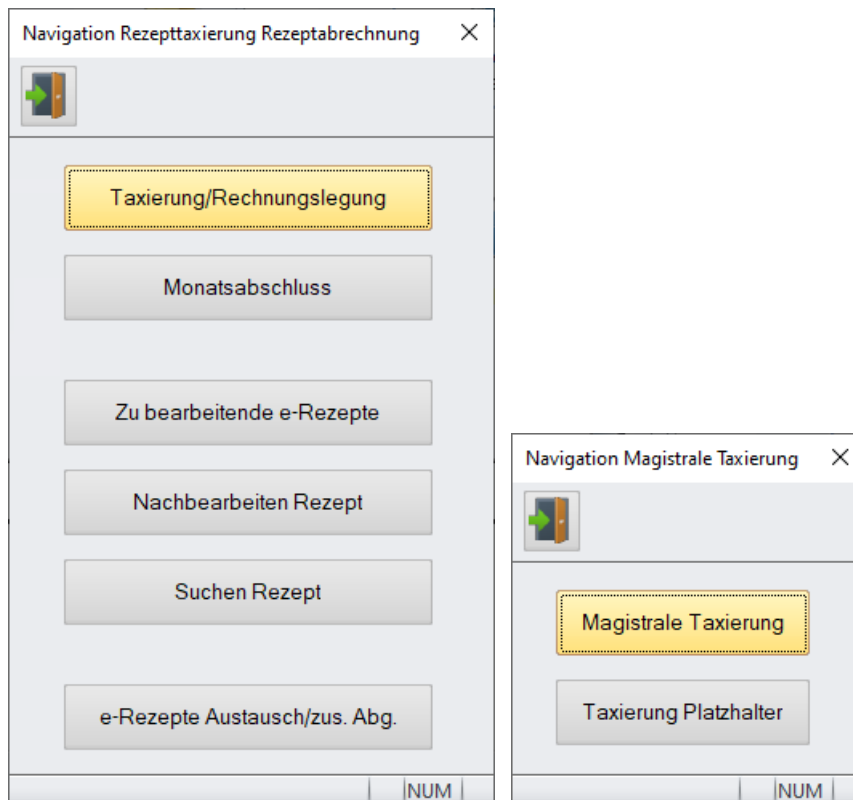 Navigation Rezepttaxierung Rezeptabrechnung
Taxierung/Rechnungslegung
Monatsabschluss
Zu bearbeitende e-Rezepte
Nachbearbeiten Rezept
Suchen Rezept
e-Rezepte Austausch/zus. Abg.
NUM
Navigation Magistrale Taxierung
Magistrale Taxierung
Taxierung Platzhalter
NUM